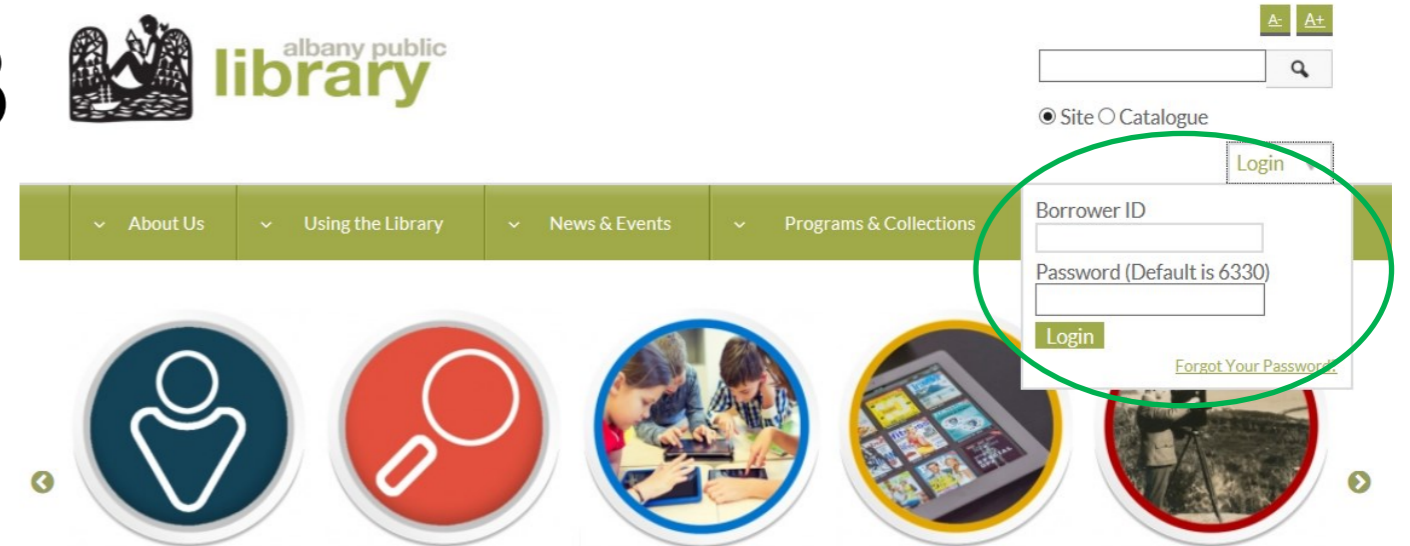 A- A+
albany public
library
Site Catalogue
Login
About Us Using the Library News & Events Programs & Collections
Borrower ID
Password (Default is 6330)
Login
Forgot Your Password?